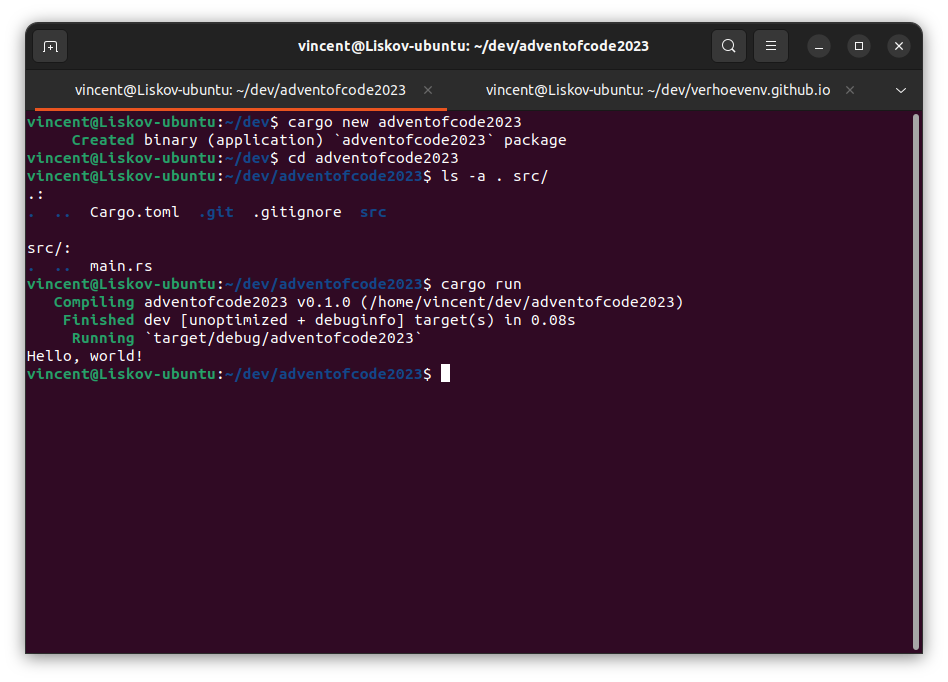 vincent@Liskov-ubuntu: ~/dev/adventofcode2023
vincent@Liskov-ubuntu: ~/dev/adventofcode2023
vincent@Liskov-ubuntu: ~/dev/verhoevenv.github.io
vincent@Liskov-ubuntu:~/dev$ cargo new adventofcode2023
     Created binary (application) `adventofcode2023` package
vincent@Liskov-ubuntu:~/dev$ cd adventofcode2023
vincent@Liskov-ubuntu:~/dev/adventofcode2023$ ls -a . src/
.:
.  ..  Cargo.toml  .git  .gitignore  src

src/:
.  ..  main.rs
vincent@Liskov-ubuntu:~/dev/adventofcode2023$ cargo run
   Compiling adventofcode2023 v0.1.0 (/home/vincent/dev/adventofcode2023)
    Finished dev [unoptimized + debuginfo] target(s) in 0.08s
     Running `target/debug/adventofcode2023`
Hello, world!
vincent@Liskov-ubuntu:~/dev/adventofcode2023$